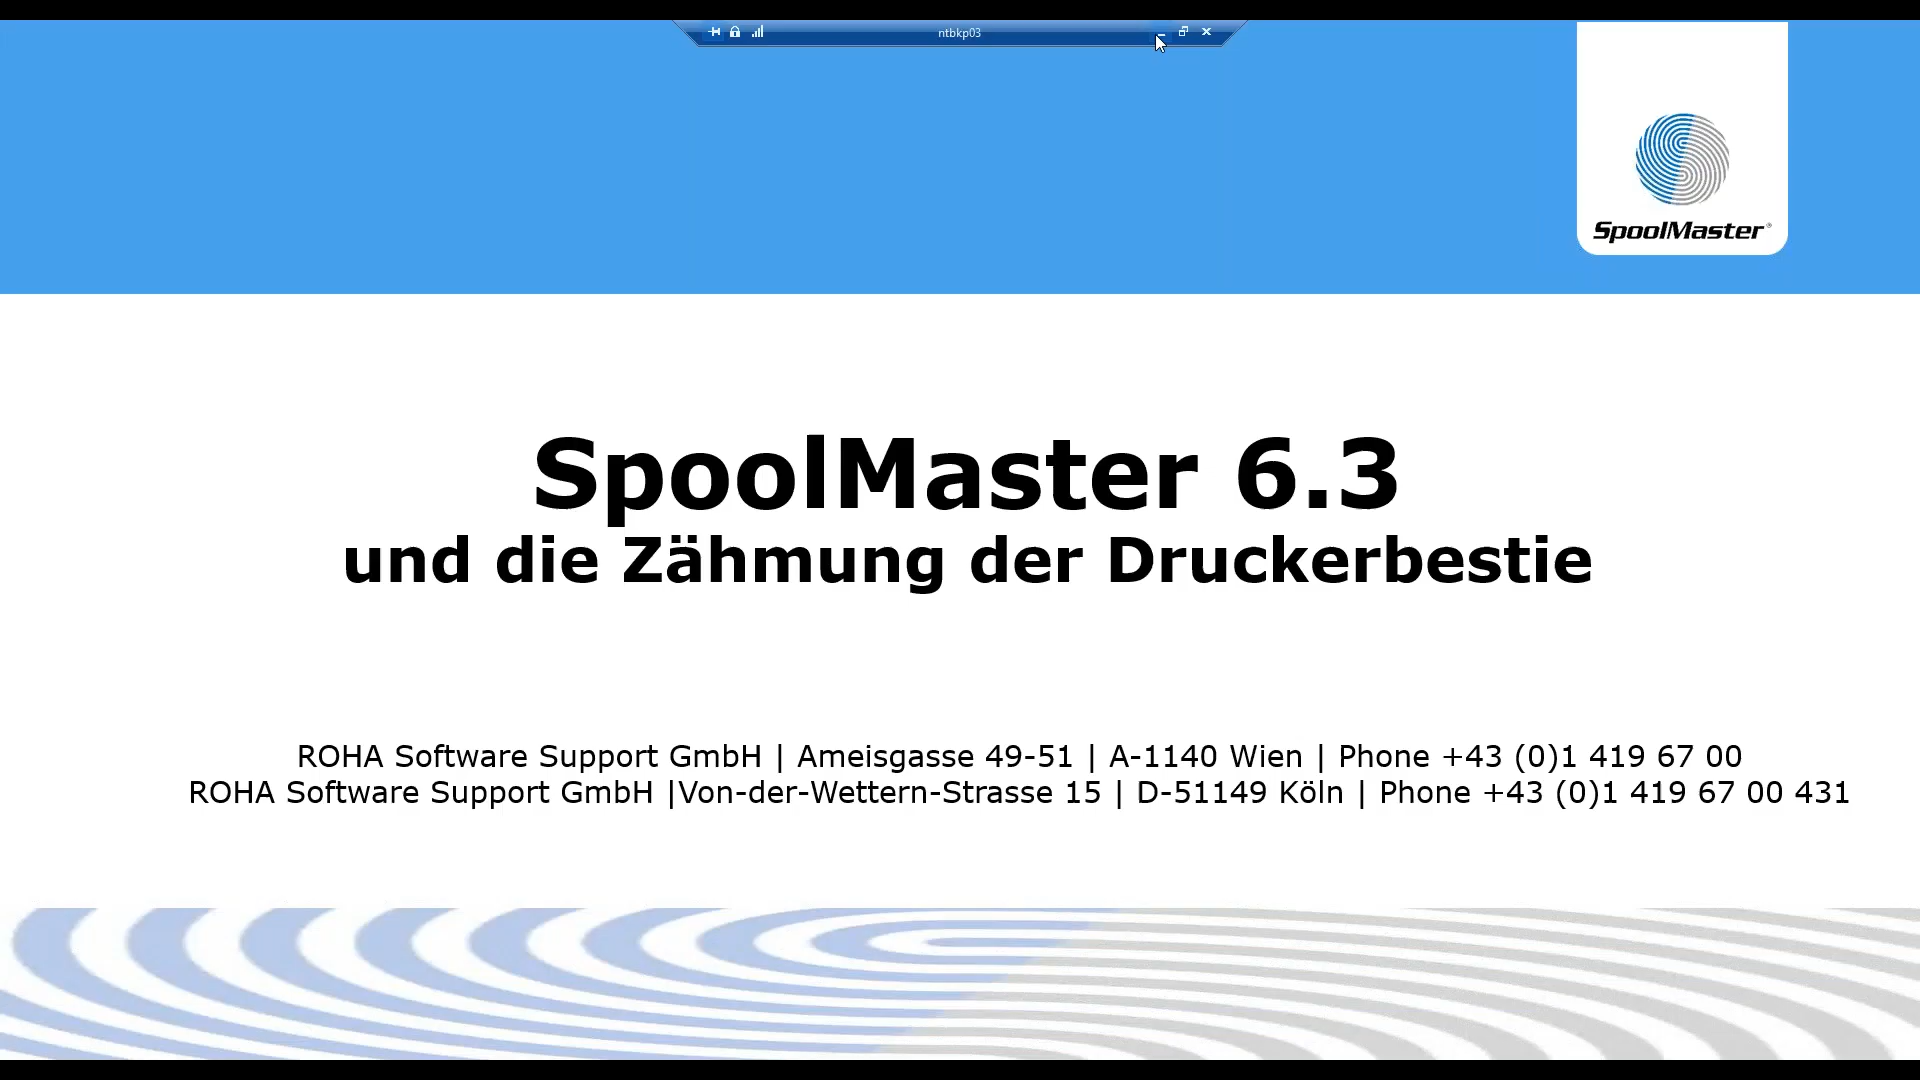 ntbkp03
SpoolMaster®
SpoolMaster 6.3
und die Zähmung der Druckerbestie
ROHA Software Support GmbH | Ameisgasse 49-51 | A-1140 Wien | Phone +43 (0)1 419 67 00
ROHA Software Support GmbH |Von-der-Wettern-Strasse 15 | D-51149 Köln | Phone +43 (0)1 419 67 00 431